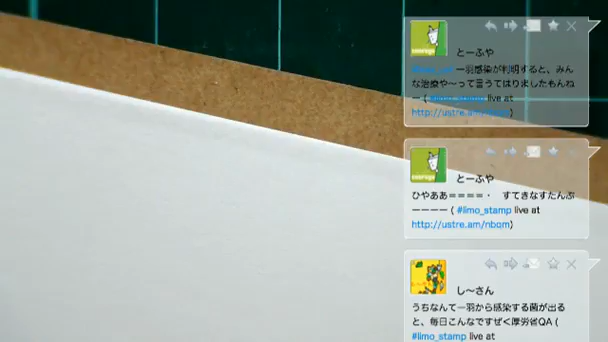 とーふや
#limo_stamp 一羽感染が判明すると、みん
な治療や〜って言うてはりましたもんね
live at
http://ustre.am/nbqm)
とーふや
ひやああ====・ すてきなすたんぷ
ーーーー ( #limo_stamp live at
http://ustre.am/nbqm)
し〜さん
うちなんて一羽から感染する菌が出る
と、毎日こんなですぜ<厚労省QA (
#limo_stamp live at